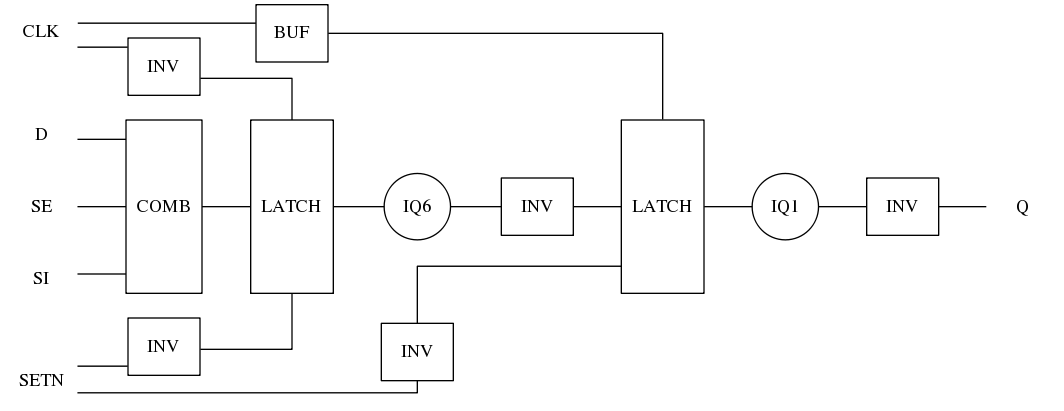 CLK
BUF
INV
D
SE
COMB
LATCH
IQ6
INV
LATCH
IQ1
INV
Q
SI
INV
INV
SETN